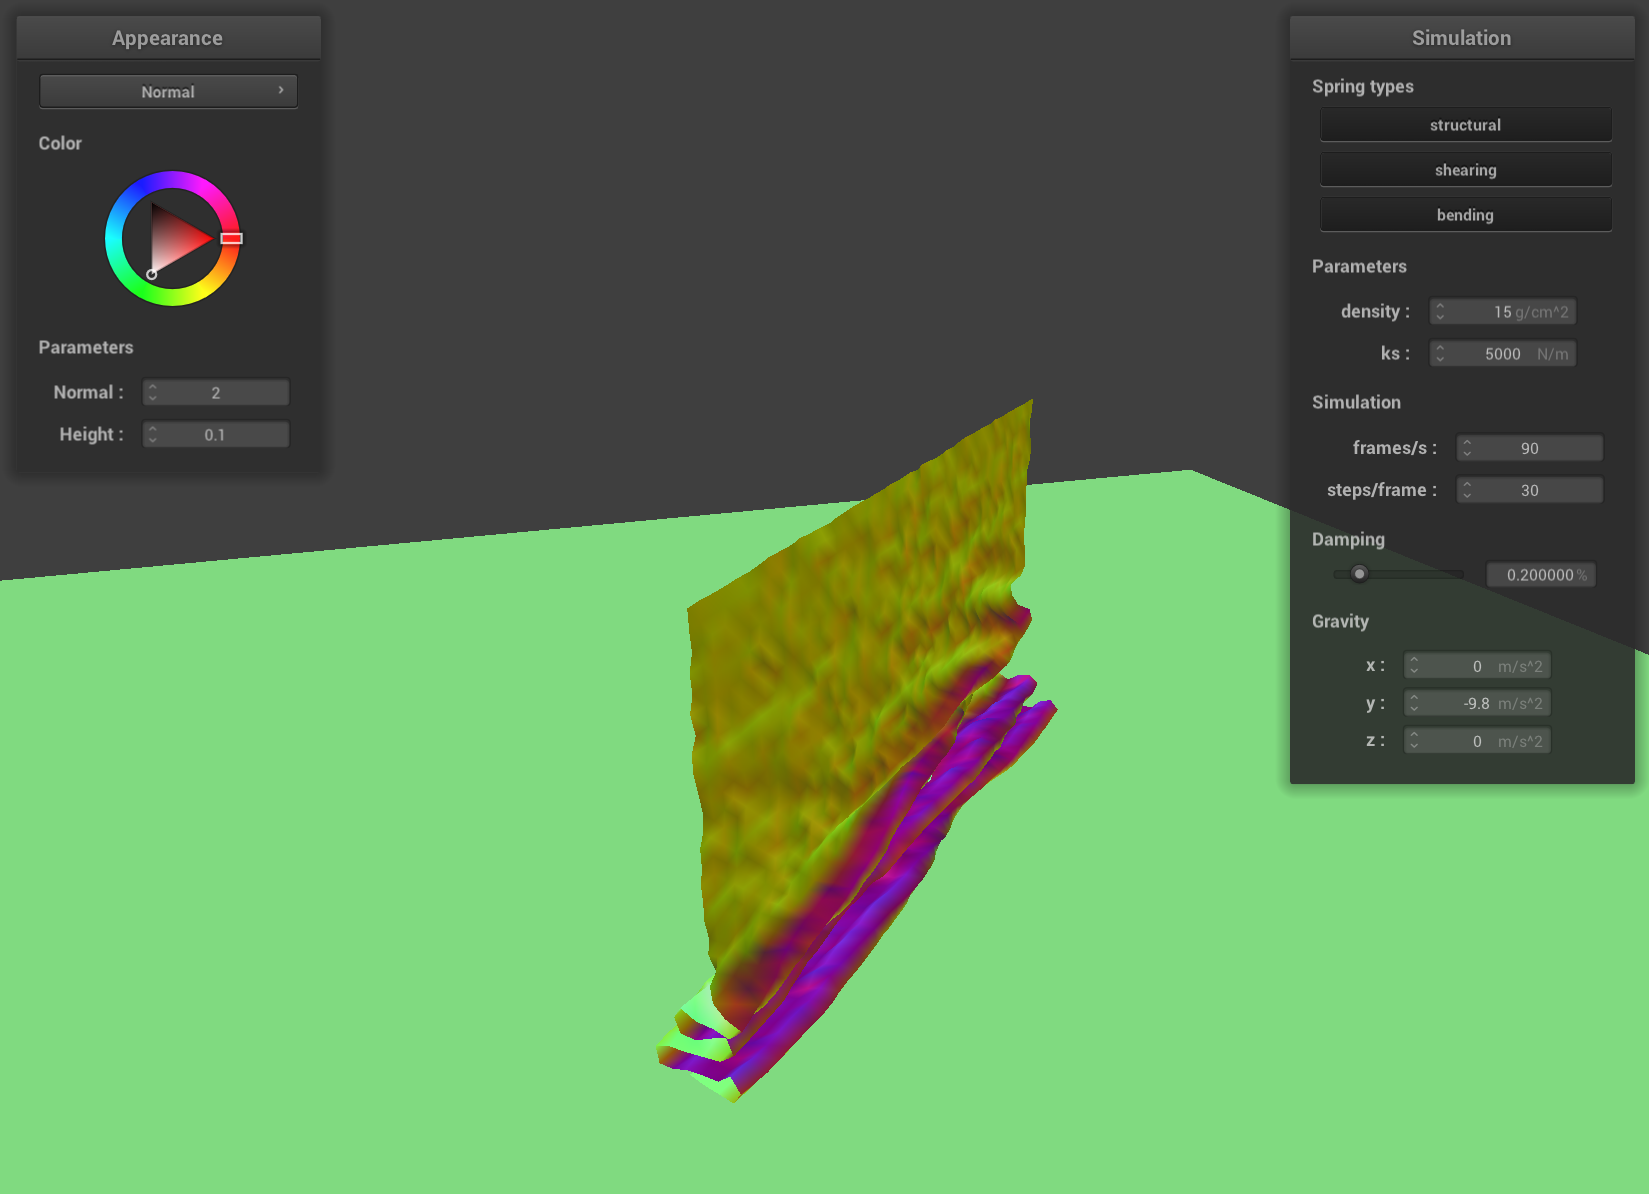 Appearance
Normal
Color
Parameters
Normal : 2
Height : 0.1
Simulation
Spring types
structural
shearing
bending
Parameters
density : 15 g/cm^2
ks : 5000 N/m
Simulation
frames/s : 90
steps/frame : 30
Damping
0.200000 %
Gravity
x : 0 m/s^2
y : -9.8 m/s^2
z : 0 m/s^2